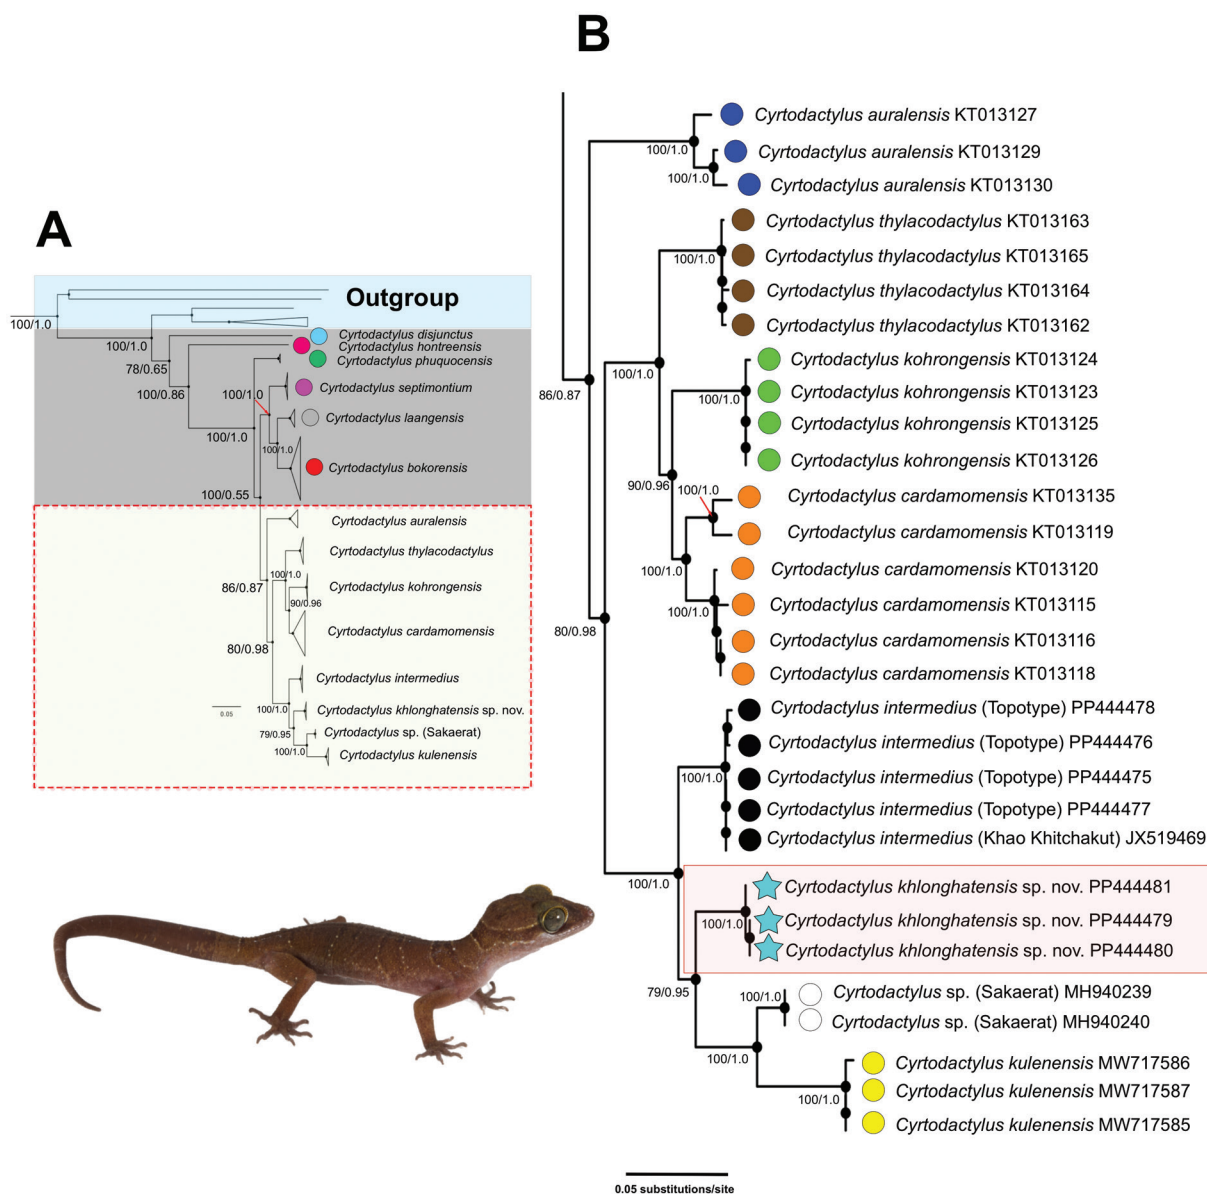 A
Outgroup
100/1.0
100/1.0
Cyrtodactylus disjunctus
Cyrtodactylus hontreensis
Cyrtodactylus phuquocensis
78/0.65
100/0.86
100/1.0
Cyrtodactylus septimontium
Cyrtodactylus laangensis
100/1.0
100/1.0
Cyrtodactylus bokorensis
100/0.55
Cyrtodactylus auralensis
Cyrtodactylus thylacodactylus
100/1.0
86/0.87
Cyrtodactylus kohrongensis
90/0.96
Cyrtodactylus cardamomensis
80/0.98
Cyrtodactylus intermedius
0.05
100/1.0
Cyrtodactylus khlonghatensis sp. nov.
79/0.95
Cyrtodactylus sp. (Sakaerat)
100/1.0
Cyrtodactylus kulenensis
B
Cyrtodactylus auralensis KT013127
100/1.0
Cyrtodactylus auralensis KT013129
100/1.0
Cyrtodactylus auralensis KT013130
Cyrtodactylus thylacodactylus KT013163
100/1.0
Cyrtodactylus thylacodactylus KT013165
Cyrtodactylus thylacodactylus KT013164
Cyrtodactylus thylacodactylus KT013162
Cyrtodactylus kohrongensis KT013124
100/1.0
86/0.87
100/1.0
Cyrtodactylus kohrongensis KT013123
Cyrtodactylus kohrongensis KT013125
Cyrtodactylus kohrongensis KT013126
90/0.96
100/1.0
Cyrtodactylus cardamomensis KT013135
Cyrtodactylus cardamomensis KT013119
100/1.0
Cyrtodactylus cardamomensis KT013120
100/1.0
Cyrtodactylus cardamomensis KT013115
80/0.98
Cyrtodactylus cardamomensis KT013116
Cyrtodactylus cardamomensis KT013118
Cyrtodactylus intermedius (Topotype) PP444478
Cyrtodactylus intermedius (Topotype) PP444476
100/1.0
Cyrtodactylus intermedius (Topotype) PP444475
Cyrtodactylus intermedius (Topotype) PP444477
Cyrtodactylus intermedius (Khao Khitchakut) JX519469
100/1.0
Cyrtodactylus khlonghatensis sp. nov. PP444481
100/1.0
Cyrtodactylus khlonghatensis sp. nov. PP444479
Cyrtodactylus khlonghatensis sp. nov. PP444480
79/0.95
100/1.0
Cyrtodactylus sp. (Sakaerat) MH940239
Cyrtodactylus sp. (Sakaerat) MH940240
100/1.0
Cyrtodactylus kulenensis MW717586
100/1.0
Cyrtodactylus kulenensis MW717587
Cyrtodactylus kulenensis MW717585
0.05 substitutions/site